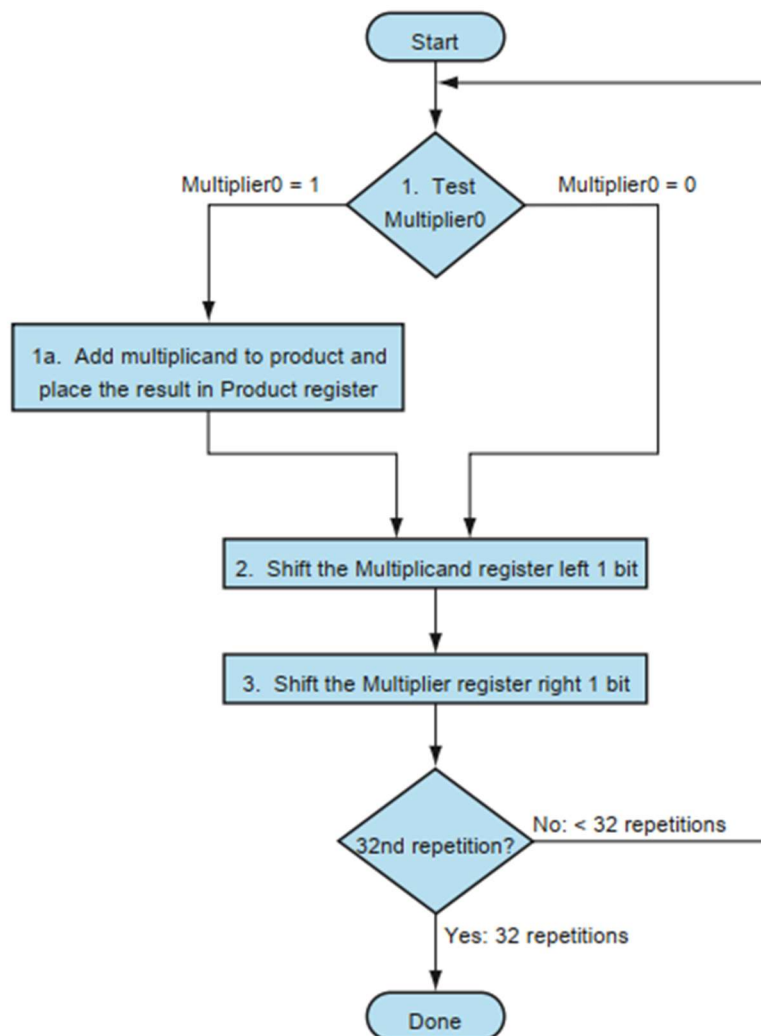 Start
Multiplier0 = 1
1. Test
Multiplier0
Multiplier0 = 0
1a. Add multiplicand to product and
place the result in Product register
2. Shift the Multiplicand register left 1 bit
3. Shift the Multiplier register right 1 bit
32nd repetition?
No: < 32 repetitions
Yes: 32 repetitions
Done